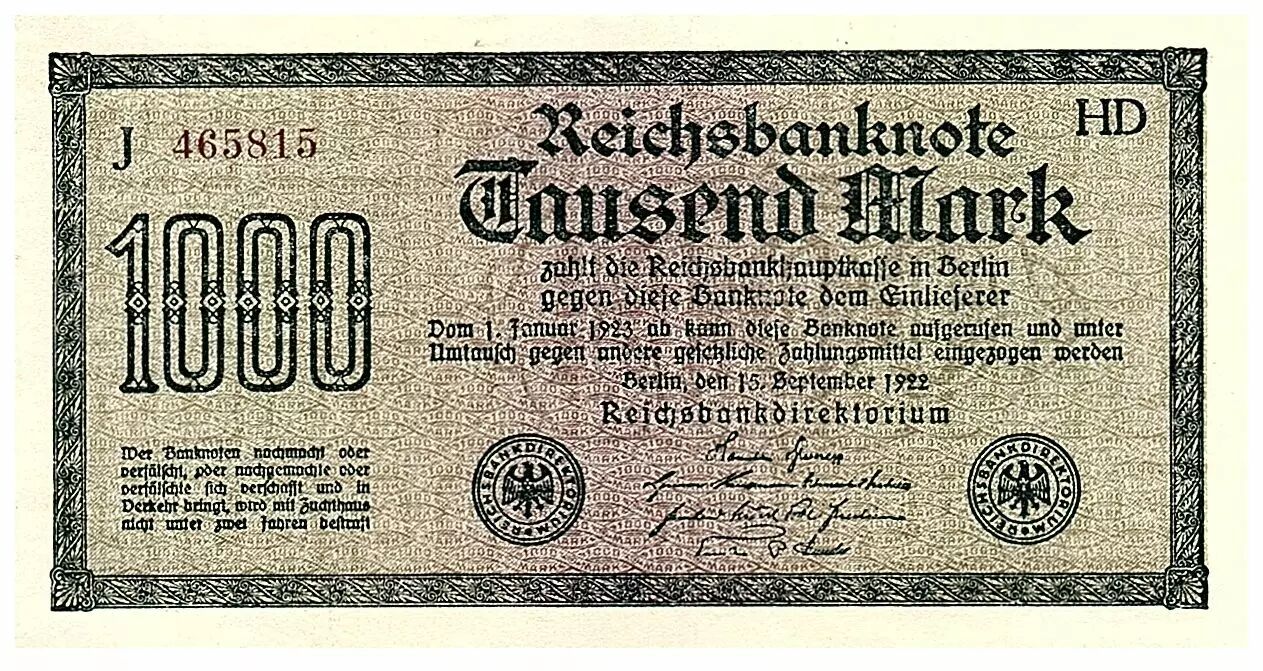 J 465815
HD
Reichsbanknote
Tausend Mark
1000
zahlt die Reichsbankhauptkasse in Berlin
gegen diese Banknote dem Einlieferer
Vom 1. Januar 1923 ab kann diese Banknote aufgerufen und unter
Umtausch gegen andere gesetzliche Zahlungsmittel eingezogen werden
Berlin, den 15. September 1922
Reichsbankdirektorium
Wer Banknoten nachmacht oder
verfälscht, oder nachgemachte oder
verfälschte sich verschafft und in
Verkehr bringt, wird mit Zuchthaus
nicht unter zwei Jahren bestraft
REICHSBANKDIREKTORIUM
REICHSBANKDIREKTORIUM